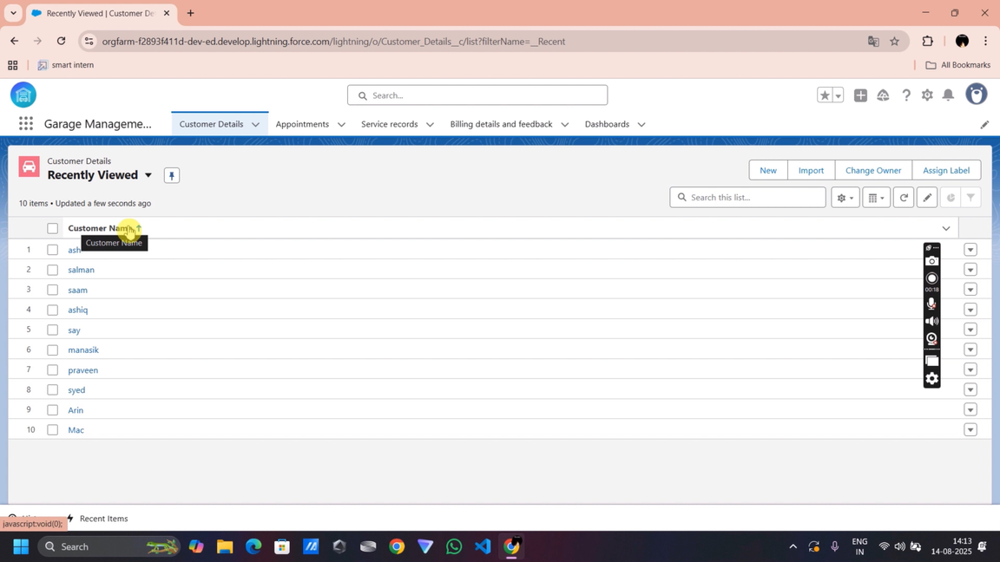 Recently Viewed | Customer De
orgfarm-f2893f411d-dev-ed.develop.lightning.force.com/lightning/o/Customer_Details__c/list?filterName=__Recent
smart intern
All Bookmarks
Search...
Garage Manageme...
Customer Details
Appointments
Service records
Billing details and feedback
Dashboards
Customer Details
Recently Viewed
New
Import
Change Owner
Assign Label
10 items • Updated a few seconds ago
Search this list...
Customer Name
Customer Name
1 ash
2 salman
3 saam
4 ashiq
5 say
6 manasik
7 praveen
8 syed
9 Arin
10 Mac
00:18
Recent Items
javascript:void(0);
Search
ENG
IN
14:13
14-08-2025